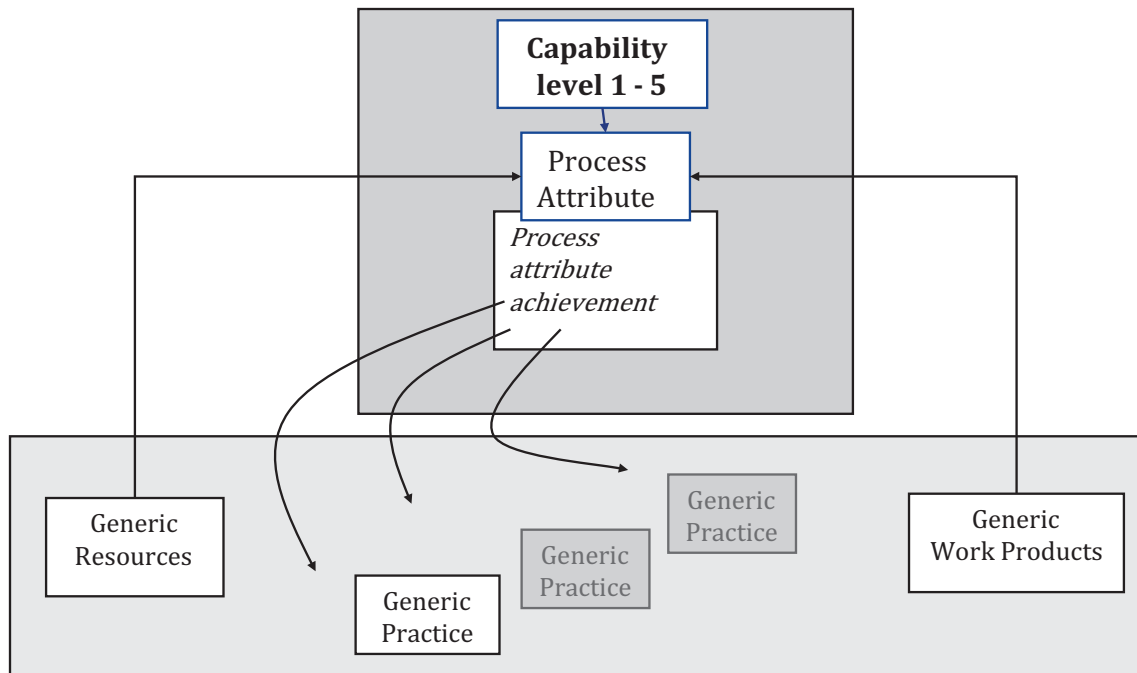 Capability
level 1 - 5
Process
Attribute
Process
attribute
achievement
Generic
Resources
Generic
Practice
Generic
Practice
Generic
Practice
Generic
Work Products